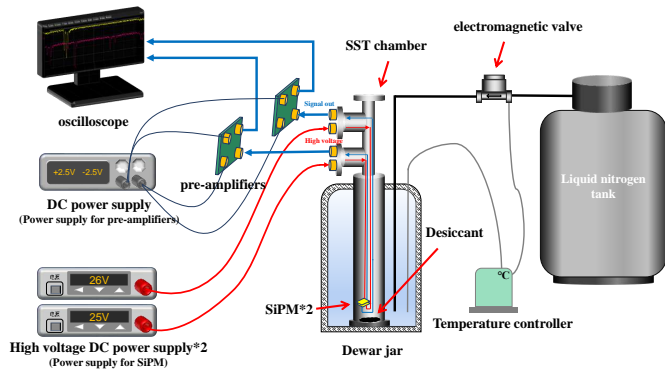 electromagnetic valve
SST chamber
oscilloscope
Signal out
High voltage
pre-amplifiers
+2.5V -2.5V
DC power supply
(Power supply for pre-amplifiers)
Liquid nitrogen
tank
Desiccant
°C
26V
SiPM*2
25V
Temperature controller
High voltage DC power supply*2
(Power supply for SiPM)
Dewar jar